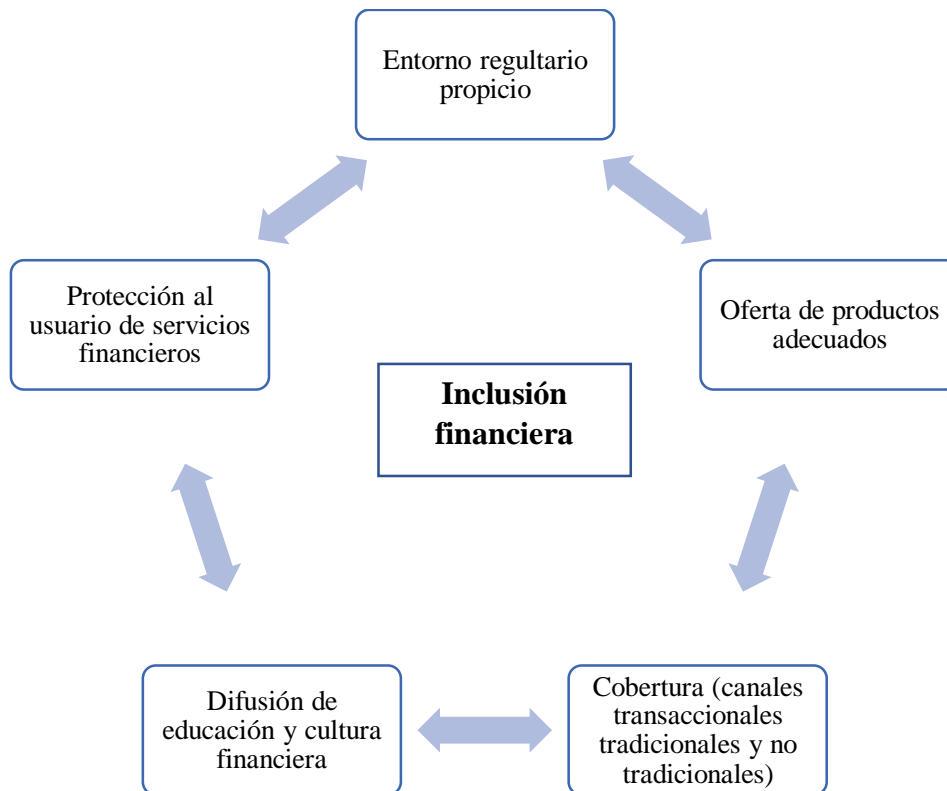 Entorno regultario
propicio
Protección al
usuario de servicios
financieros
Oferta de productos
adecuados
Inclusión
financiera
Difusión de
educación y cultura
financiera
Cobertura (canales
transaccionales
tradicionales y no
tradicionales)